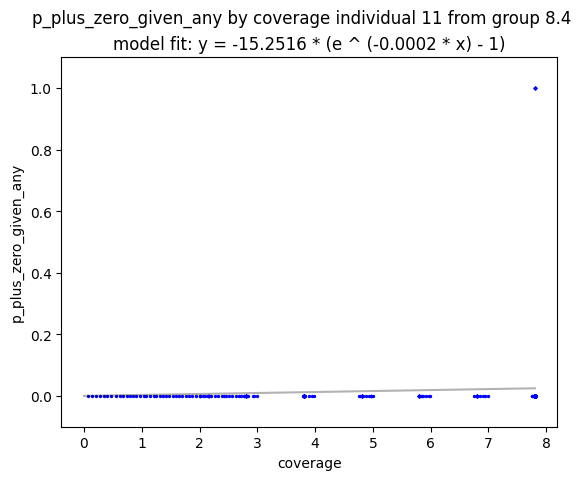 p_plus_zero_given_any by coverage individual 11 from group 8.4
model fit: y = -15.2516 * (e ^ (-0.0002 * x) - 1)
1.0
0.8
0.6
0.4
0.2
0.0
p_plus_zero_given_any
0 1 2 3 4 5 6 7 8
coverage